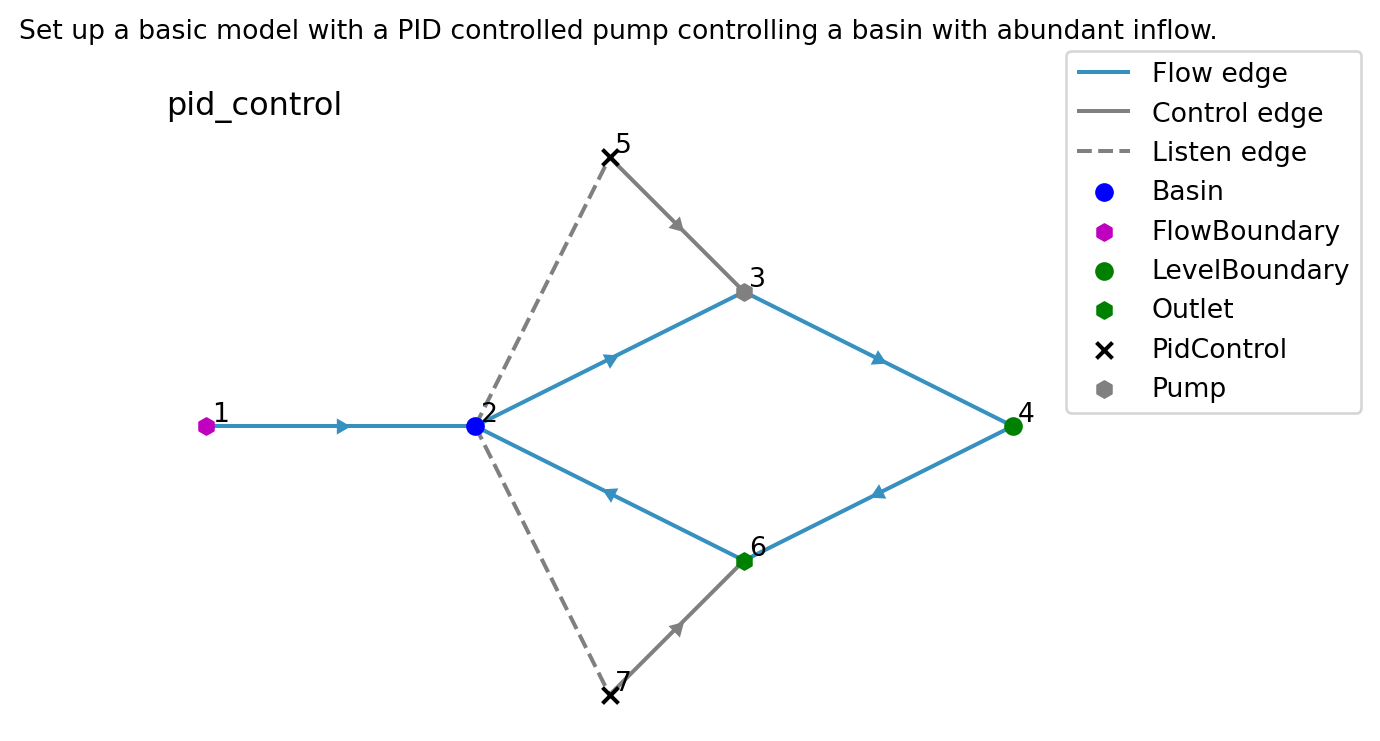 Set up a basic model with a PID controlled pump controlling a basin with abundant inflow.
pid_control
Flow edge
Control edge
Listen edge
Basin
FlowBoundary
LevelBoundary
Outlet
PidControl
Pump
5
3
1
2
4
6
7